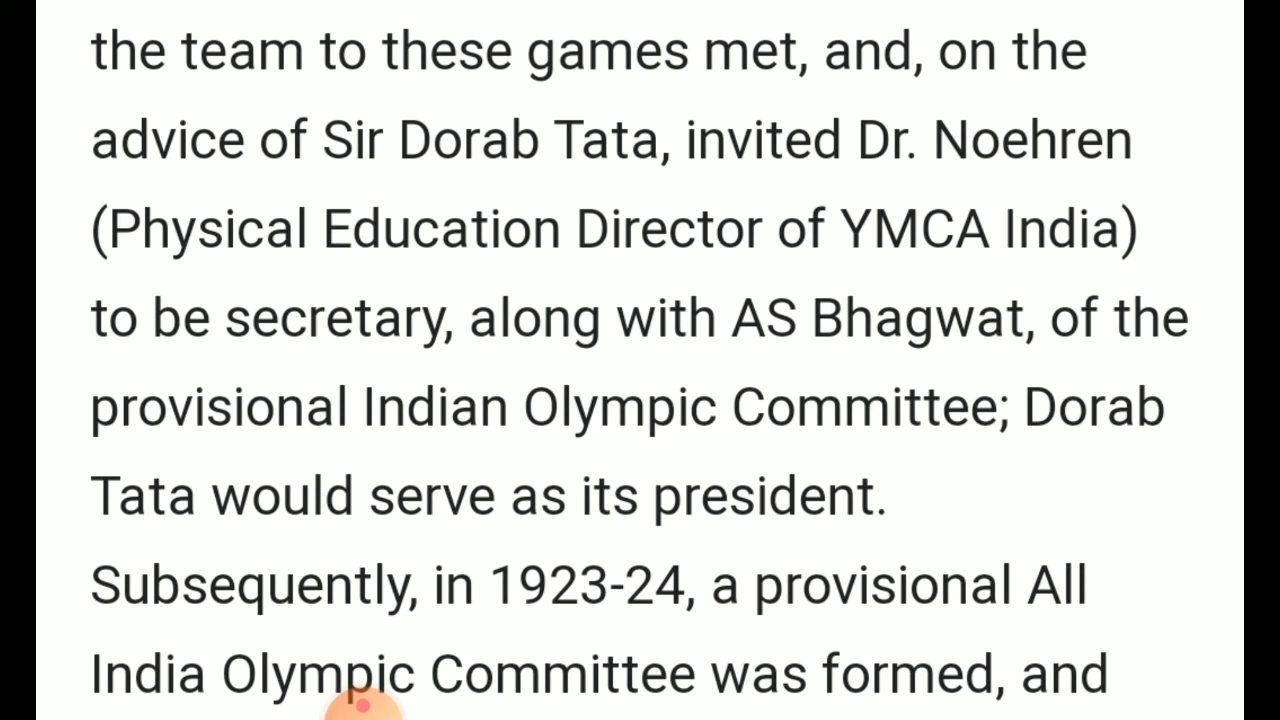 the team to these games met, and, on the
advice of Sir Dorab Tata, invited Dr. Noehren
(Physical Education Director of YMCA India)
to be secretary, along with AS Bhagwat, of the
provisional Indian Olympic Committee; Dorab
Tata would serve as its president.
Subsequently, in 1923-24, a provisional All
India Olympic Committee was formed, and